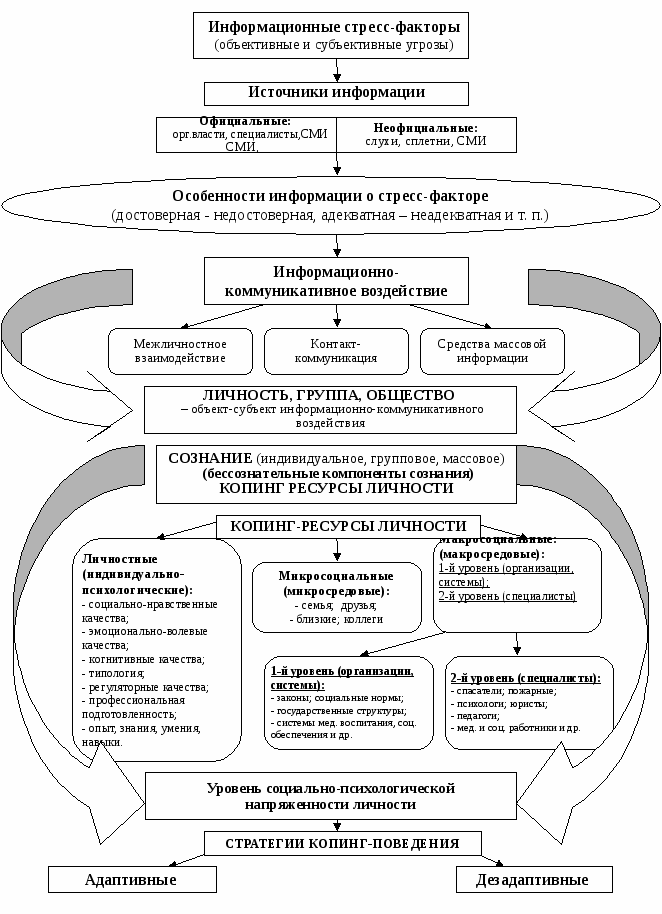 Информационные стресс-факторы
(объективные и субъективные угрозы)
Источники информации
Официальные:
орг.власти, специалисты,СМИ
СМИ.
Неофициальные:
слухи, сплетни, СМИ
Особенности информации о стресс-факторе
(достоверная - недостоверная, адекватная – неадекватная и т. п.)
Информационно-
коммуникативное воздействие
Межличностное
взаимодействие
Контакт-
коммуникация
Средства массовой
информации
ЛИЧНОСТЬ, ГРУППА, ОБЩЕСТВО
– объект-субъект информационно-коммуникативного
воздействия
СОЗНАНИЕ (индивидуальное, групповое, массовое)
(бессознательные компоненты сознания)
КОПИНГ РЕСУРСЫ ЛИЧНОСТИ
КОПИНГ-РЕСУРСЫ ЛИЧНОСТИ
Личностные
(индивидуально-
психологические):
- социально-нравственные
качества;
- эмоционально-волевые
качества;
- когнитивные качества;
- типология;
- регуляторные качества;
- профессиональная
подготовленность;
- опыт, знания, умения,
навыки.
Микросоциальные
(микросредовые):
- семья; друзья;
- близкие; коллеги
Макросоциальные:
(макросредовые):
1-й уровень (организации,
системы);
2-й уровень (специалисты)
1-й уровень (организации,
системы):
- законы; социальные нормы;
- государственные структуры;
- системы мед. воспитания, соц.
обеспечения и др.
2-й уровень (специалисты):
- спасатели; пожарные;
- психологи; юристы;
- педагоги;
- мед. и соц. работники и др.
Уровень социально-психологической
напряженности личности
СТРАТЕГИИ КОПИНГ-ПОВЕДЕНИЯ
Адаптивные
Дезадаптивные